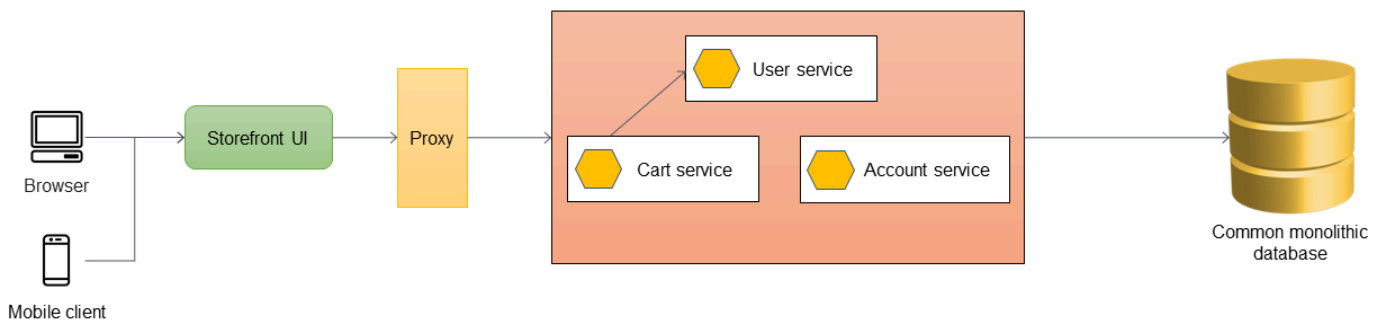 User service
Storefront UI
Proxy
Cart service
Account service
Browser
Common monolithic
database
Mobile client